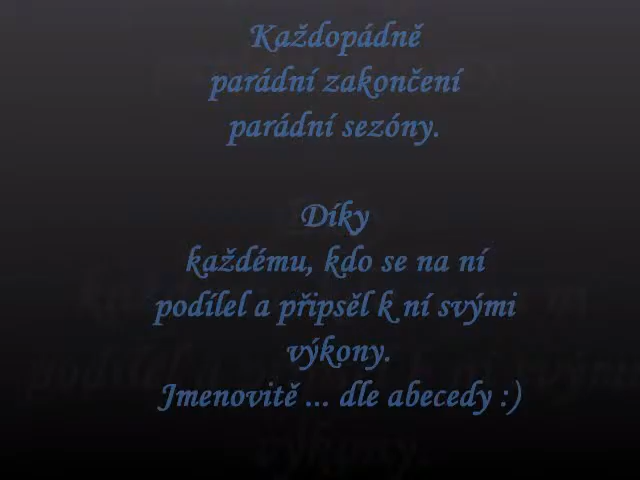 Každopádně
parádní zakončení
parádní sezóny.
Díky
každému, kdo se na ní
podílel a připsěl k ní svými
výkony.
Jmenovitě ... dle abecedy :)